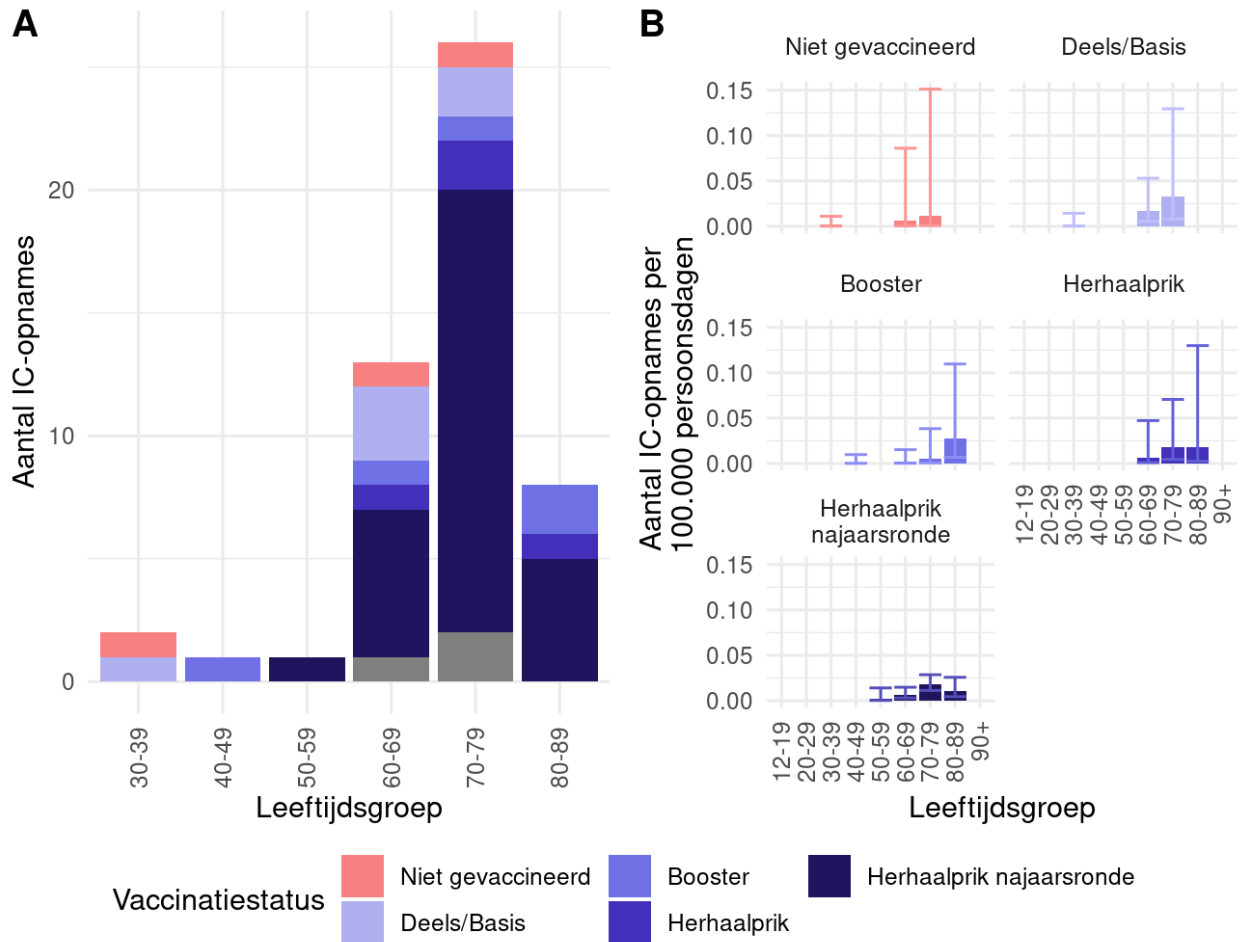 A
Aantal IC-opnames
20
10
0
30-39
40-49
50-59
60-69
70-79
80-89
Leeftijdsgroep
B
Aantal IC-opnames per
100.000 persoonsdagen
Niet gevaccineerd
Deels/Basis
0.15
0.10
0.05
0.00
Booster
Herhaalprik
0.15
0.10
0.05
0.00
12-19
20-29
30-39
40-49
50-59
60-69
70-79
80-89
90+
Herhaalprik
najaarsronde
0.15
0.10
0.05
0.00
12-19
20-29
30-39
40-49
50-59
60-69
70-79
80-89
90+
Leeftijdsgroep
Vaccinatiestatus
Niet gevaccineerd
Deels/Basis
Booster
Herhaalprik
Herhaalprik najaarsronde